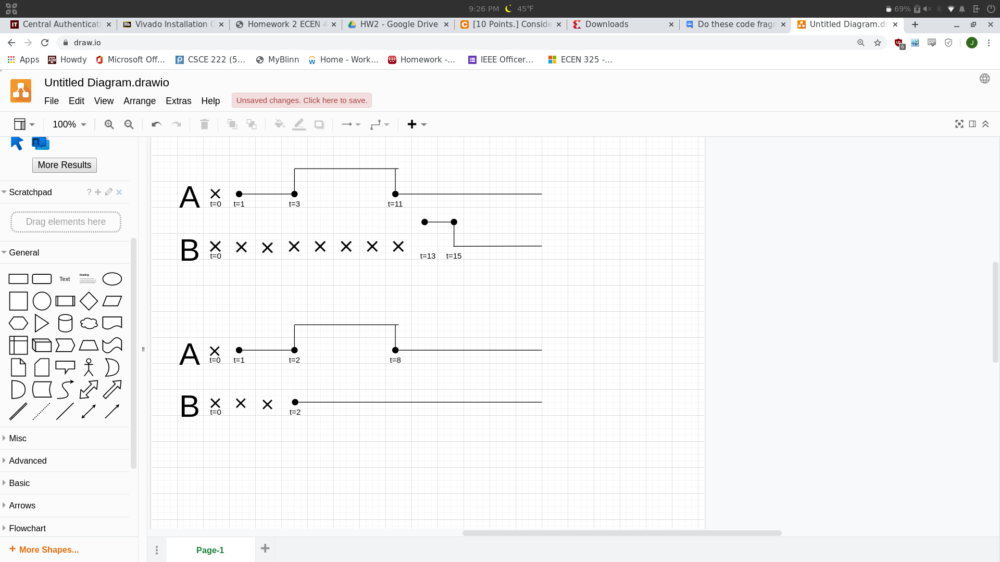 9:26 PM 45°F 69%
Central Authenticati
Vivado Installation G
Homework 2 ECEN 4
HW2 - Google Drive
[10 Points.] Conside
Downloads
Do these code fragn
Untitled Diagram.dr
draw.io
6
J
Apps Howdy Microsoft Off... CSCE 222 (5... MyBlinn Home - Work... Homework -... IEEE Officer... ECEN 325 -...
Untitled Diagram.drawio
File Edit View Arrange Extras Help Unsaved changes. Click here to save.
100%
More Results
Scratchpad
?
Drag elements here
General
Text
Heading
Misc
Advanced
Basic
Arrows
Flowchart
More Shapes...
A
t=0 t=1 t=3 t=11
B
t=0 t=13 t=15
A
t=0 t=1 t=2 t=8
B
t=0 t=2
Page-1